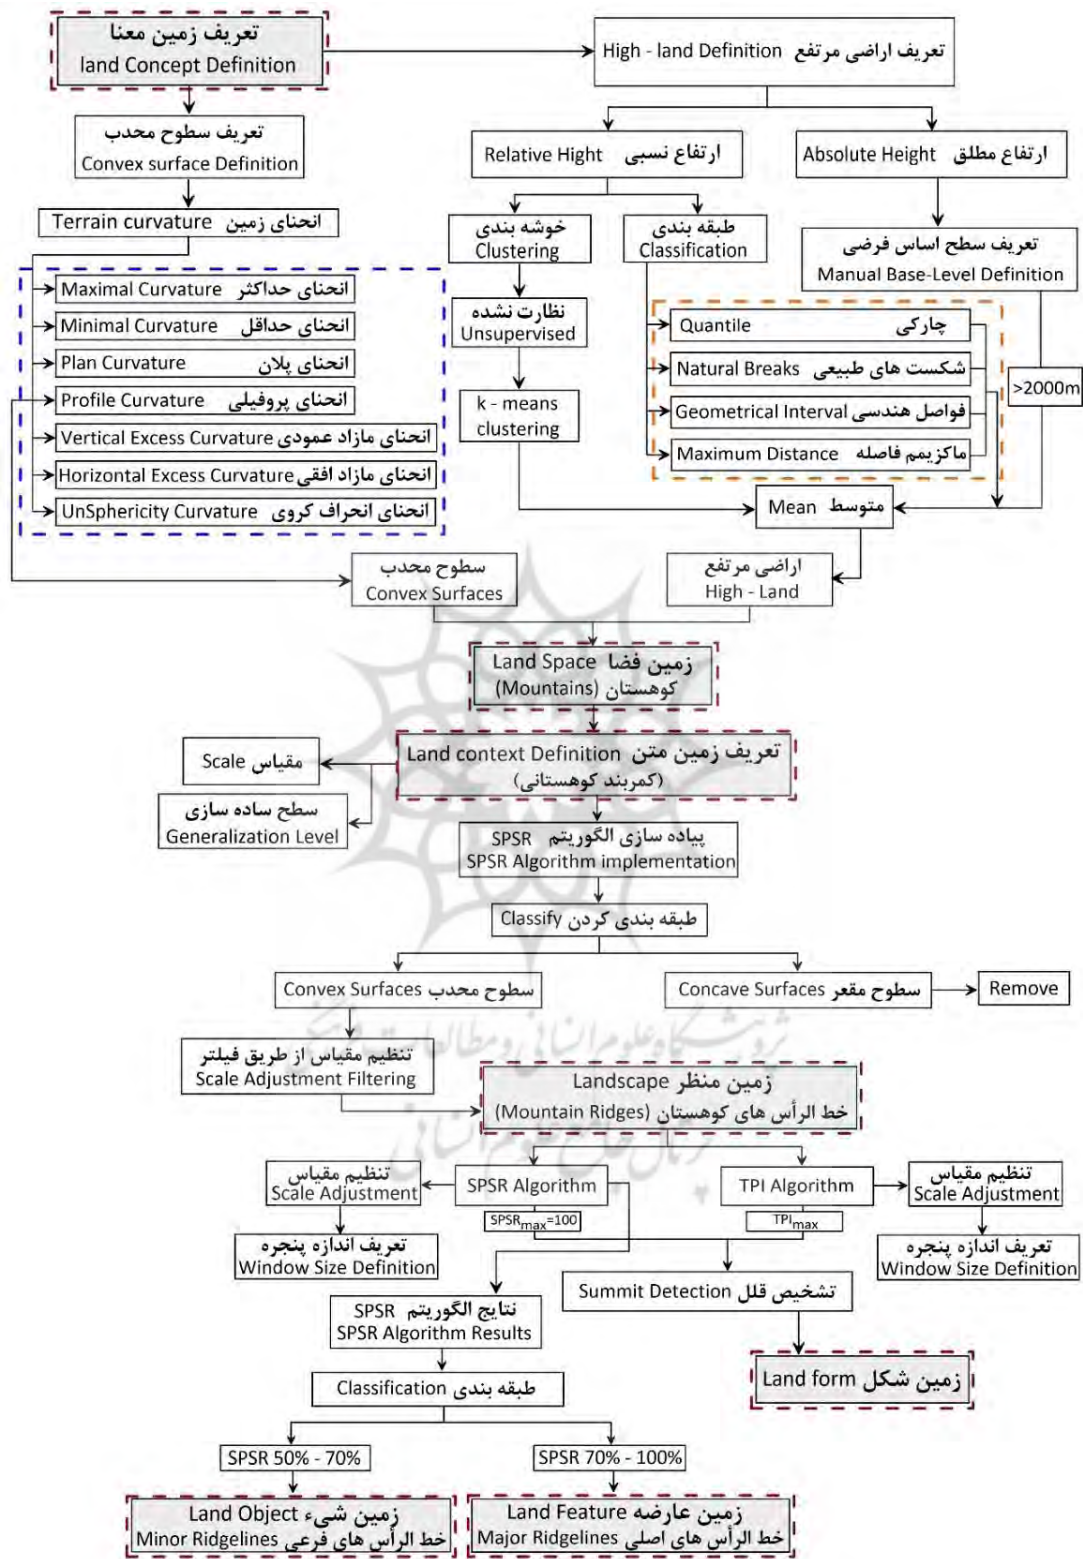 تعریف زمین معنا
land Concept Definition
High - land Definition تعریف اراضی مرتفع
تعریف سطوح محدب
Convex surface Definition
Relative Hight ارتفاع نسبی
Absolute Height ارتفاع مطلق
Terrain curvature انحنای زمین
خوشه بندی
Clustering
طبقه بندی
Classification
تعریف سطح اساس فرضی
Manual Base-Level Definition
Maximal Curvature انحنای حداکثر
Minimal Curvature انحنای حداقل
Plan Curvature انحنای پلان
Profile Curvature انحنای پروفیلی
Vertical Excess Curvature انحنای مازاد عمودی
Horizontal Excess Curvature انحنای مازاد افقی
UnSphericity Curvature انحنای انحراف کروی
نظارت نشده
Unsupervised
k - means
clustering
Quantile چارکی
Natural Breaks شکست های طبیعی
Geometrical Interval فواصل هندسی
Maximum Distance ماکزیمم فاصله
>2000m
Mean متوسط
سطوح محدب
Convex Surfaces
اراضی مرتفع
High - Land
Land Space زمین فضا
کوهستان (Mountains)
Land context Definition تعریف زمین متن
(کمربند کوهستانی)
Scale مقیاس
سطح ساده سازی
Generalization Level
پیاده سازی الگوریتم SPSR
SPSR Algorithm implementation
Classify طبقه بندی کردن
Convex Surfaces سطوح محدب
Concave Surfaces سطوح مقعر
Remove
پژوهشگاه علوم انسانی و مطالعات فرهنگی
تنظیم مقیاس از طریق فیلتر
Scale Adjustment Filtering
Landscape زمین منظر
خط الرأس های کوهستان (Mountain Ridges)
پرتال جامع علوم انسانی
تنظیم مقیاس
Scale Adjustment
SPSR Algorithm
TPI Algorithm
تنظیم مقیاس
Scale Adjustment
SPSRmax=100
TPImax
تعریف اندازه پنجره
Window Size Definition
تعریف اندازه پنجره
Window Size Definition
نتایج الگوریتم SPSR
SPSR Algorithm Results
Summit Detection تشخیص قلل
Land form زمین شکل
Classification طبقه بندی
SPSR 50% - 70%
SPSR 70% - 100%
Land Object زمین شیء
Minor Ridgelines خط الرأس های فرعی
Land Feature زمین عارضه
Major Ridgelines خط الرأس های اصلی